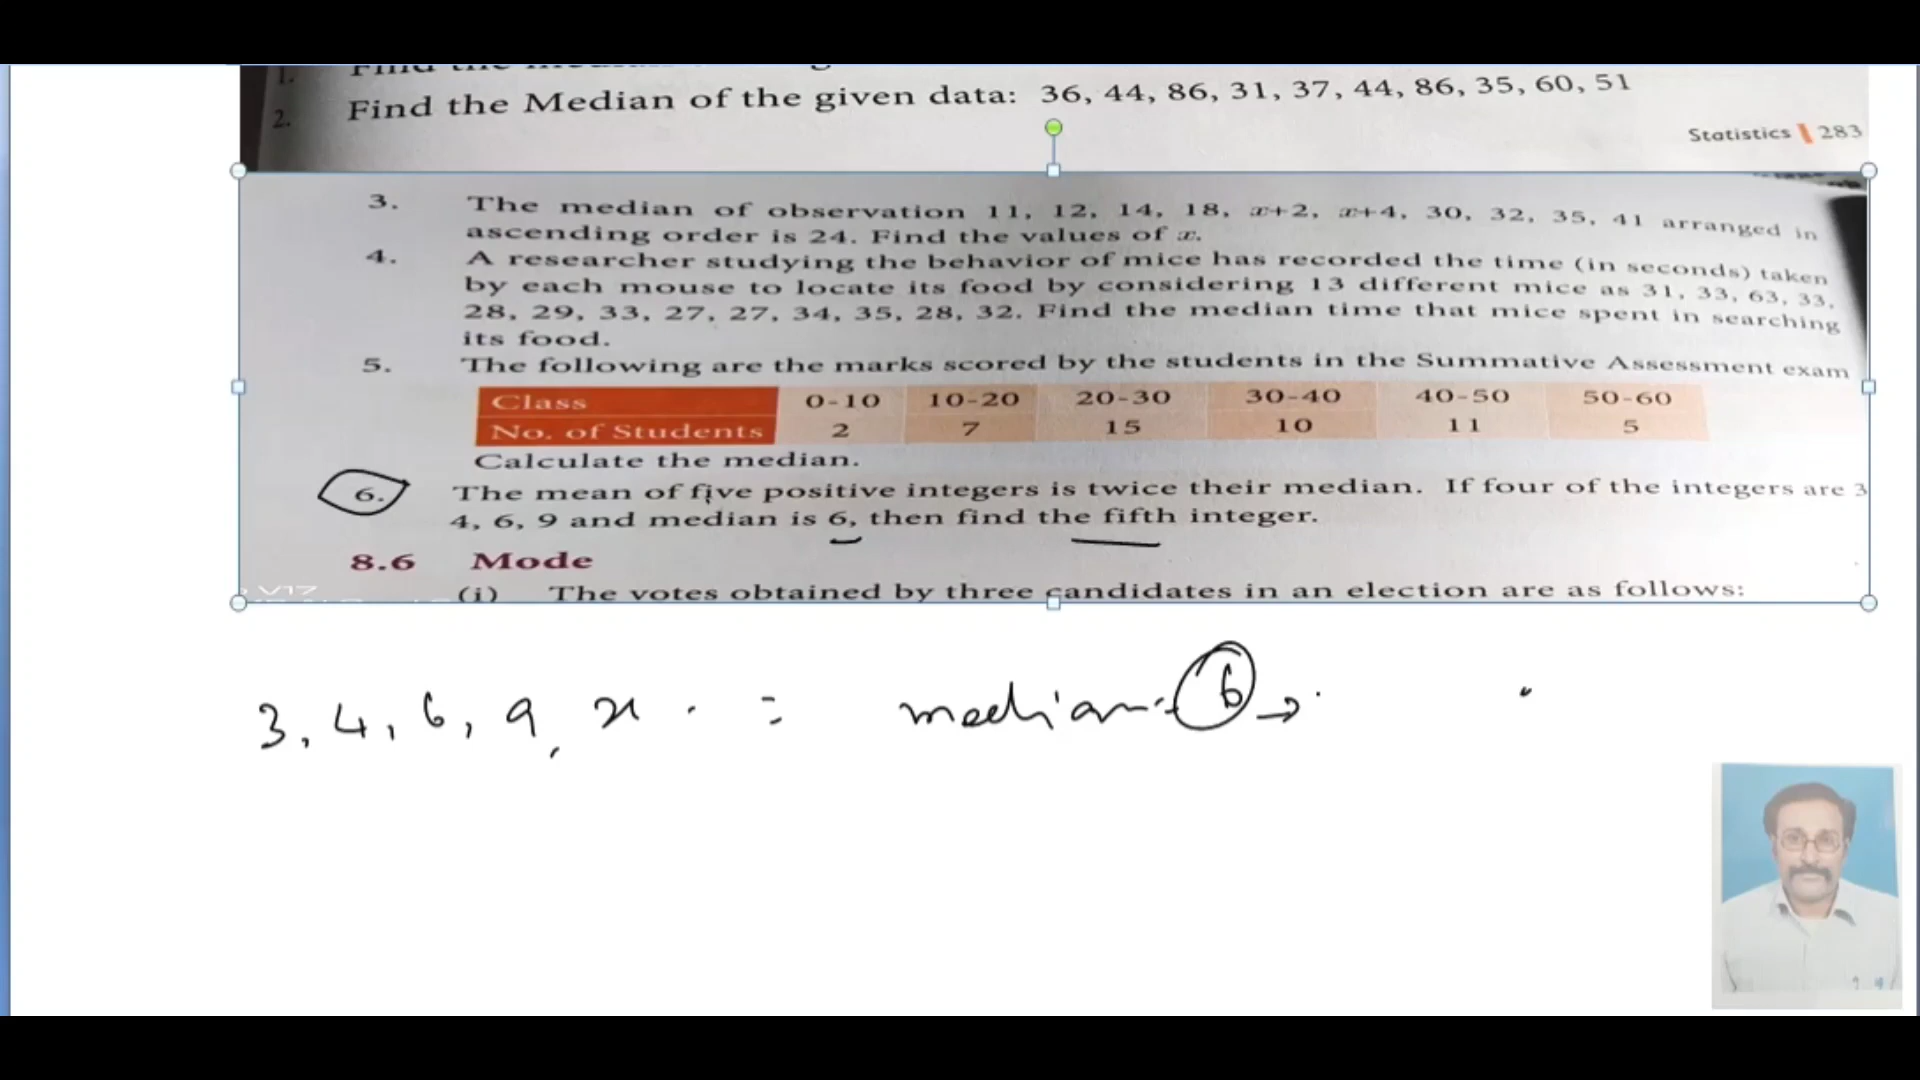 1.
2. Find the Median of the given data: 36, 44, 86, 31, 37, 44, 86, 35, 60, 51
Statistics 283
3. The median of observation 11, 12, 14, 18, x+2, x+4, 30, 32, 35, 41 arranged in
ascending order is 24. Find the values of x.
4. A researcher studying the behavior of mice has recorded the time (in seconds) taken
by each mouse to locate its food by considering 13 different mice as 31, 33, 63, 33,
28, 29, 33, 27, 27, 34, 35, 28, 32. Find the median time that mice spent in searching
its food.
5. The following are the marks scored by the students in the Summative Assessment exam
Class 0-10 10-20 20-30 30-40 40-50 50-60
No. of Students 2 7 15 10 11 5
Calculate the median.
6. The mean of five positive integers is twice their median. If four of the integers are 3
4, 6, 9 and median is 6, then find the fifth integer.
8.6 Mode
(i) The votes obtained by three candidates in an election are as follows:
3, 4, 6, 9, x. = median = 6 →